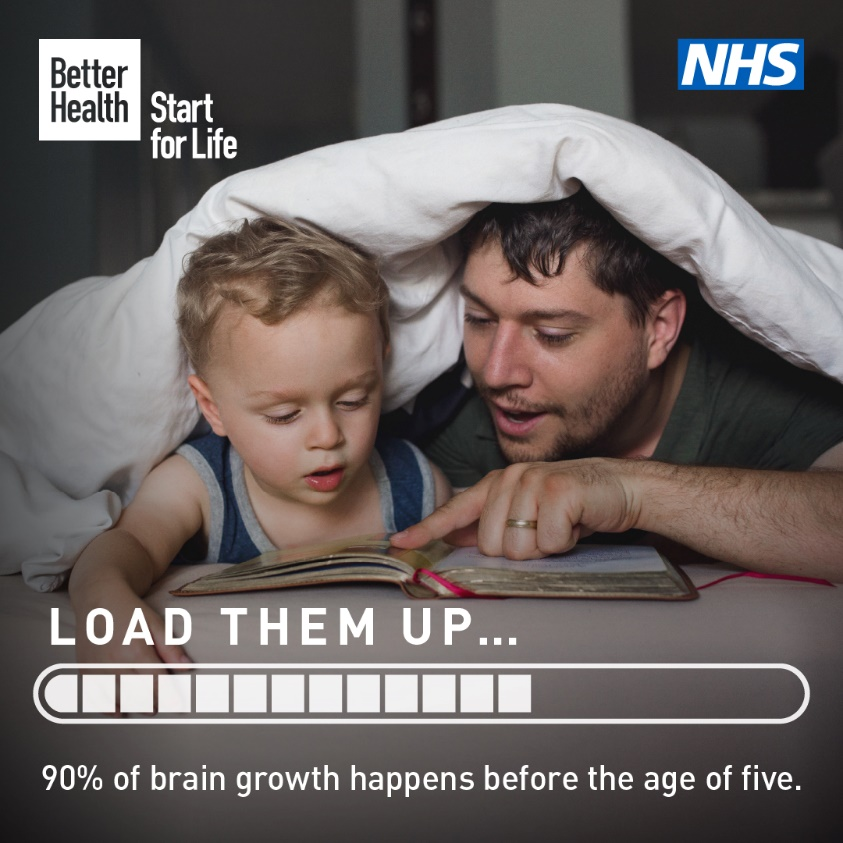 Better
Health
Start
for Life
NHS
LOAD THEM UP...
90% of brain growth happens before the age of five.